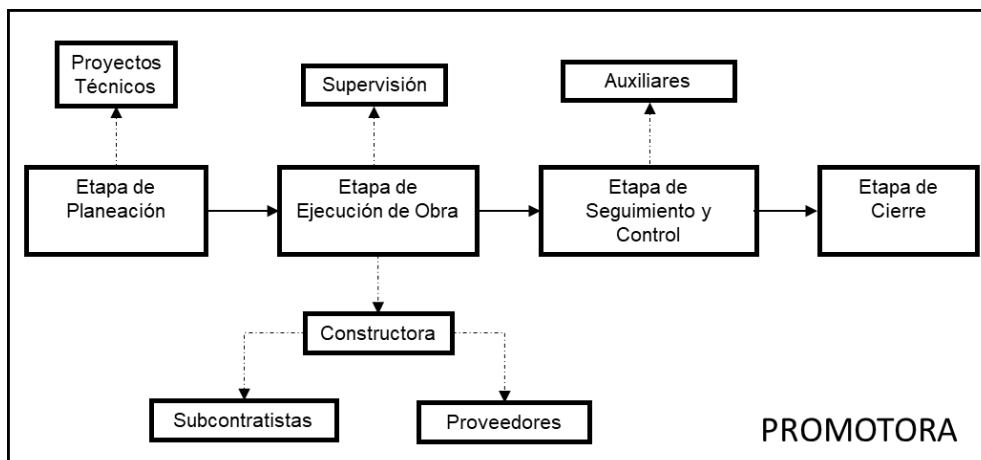 Proyectos
Técnicos
Supervisión
Auxiliares
Etapa de
Planeación
Etapa de
Ejecución de Obra
Etapa de
Seguimiento y
Control
Etapa de
Cierre
Constructora
Subcontratistas
Proveedores
PROMOTORA